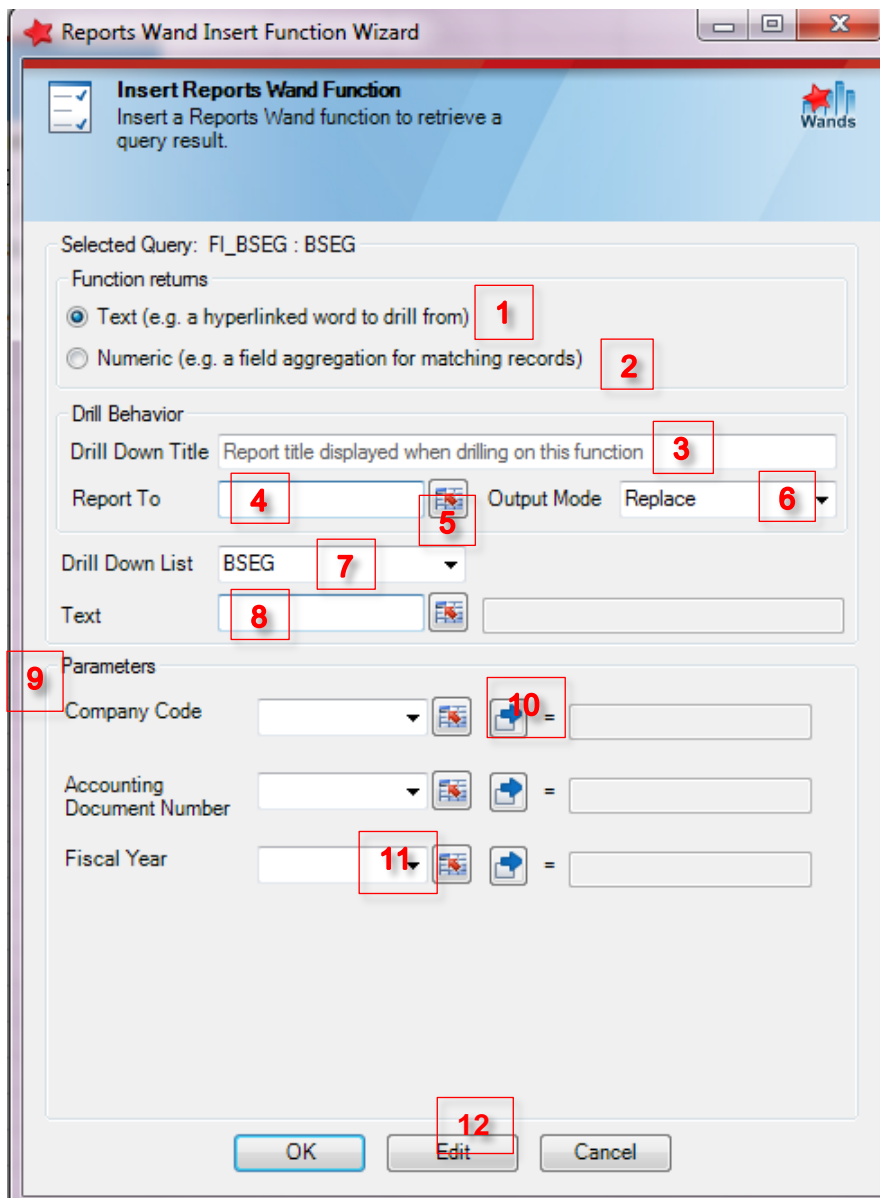 Reports Wand Insert Function Wizard
Insert Reports Wand Function
Insert a Reports Wand function to retrieve a
query result.
Wands
Selected Query: FI_BSEG : BSEG
Function returns
Text (e.g. a hyperlinked word to drill from) 1
Numeric (e.g. a field aggregation for matching records) 2
Drill Behavior
Drill Down Title Report title displayed when drilling on this function 3
Report To 4 5 Output Mode Replace 6
Drill Down List BSEG 7
Text 8
9 Parameters
Company Code 10 =
Accounting
Document Number =
Fiscal Year 11 =
12
OK Edit Cancel